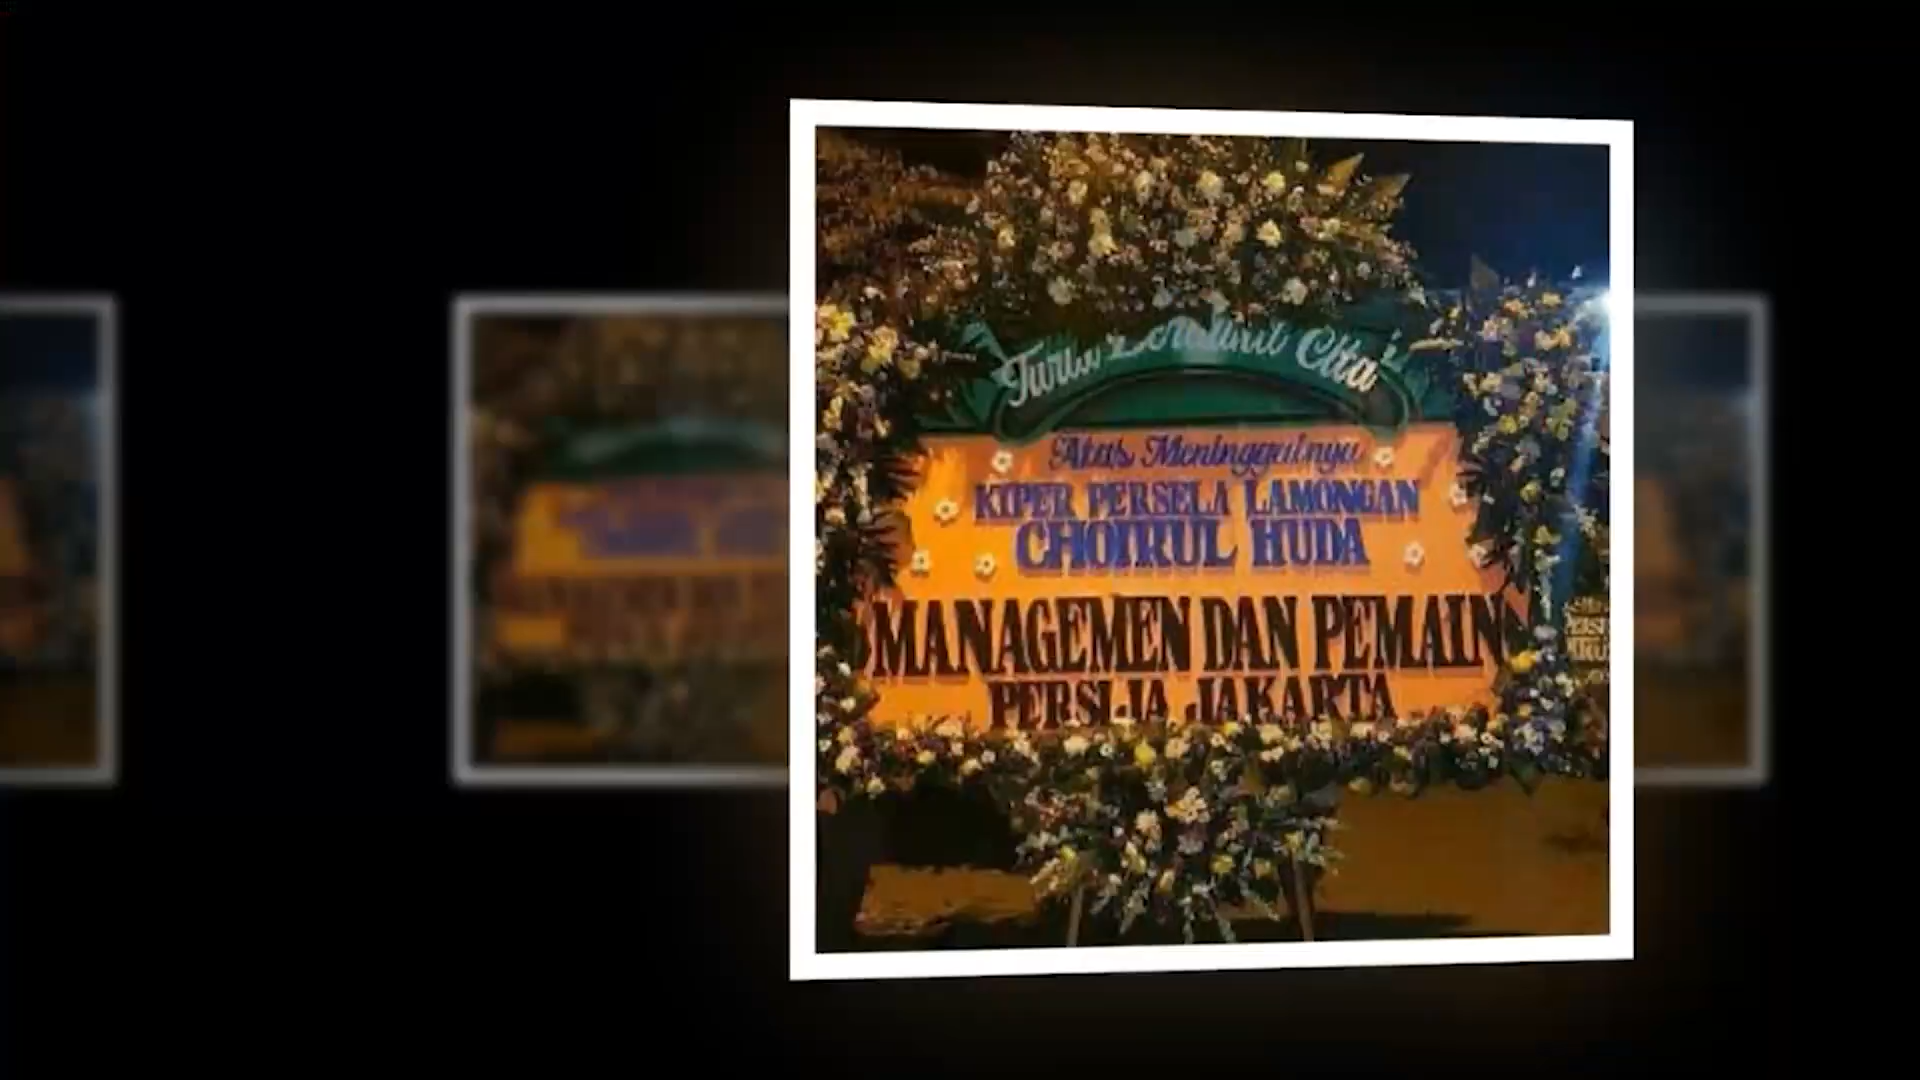 Turut Berduka Cita
Atas Meninggalnya
KIPER PERSELA LAMONGAN
CHOIRUL HUDA
MANAGEMEN DAN PEMAIN
PERSIJA JAKARTA